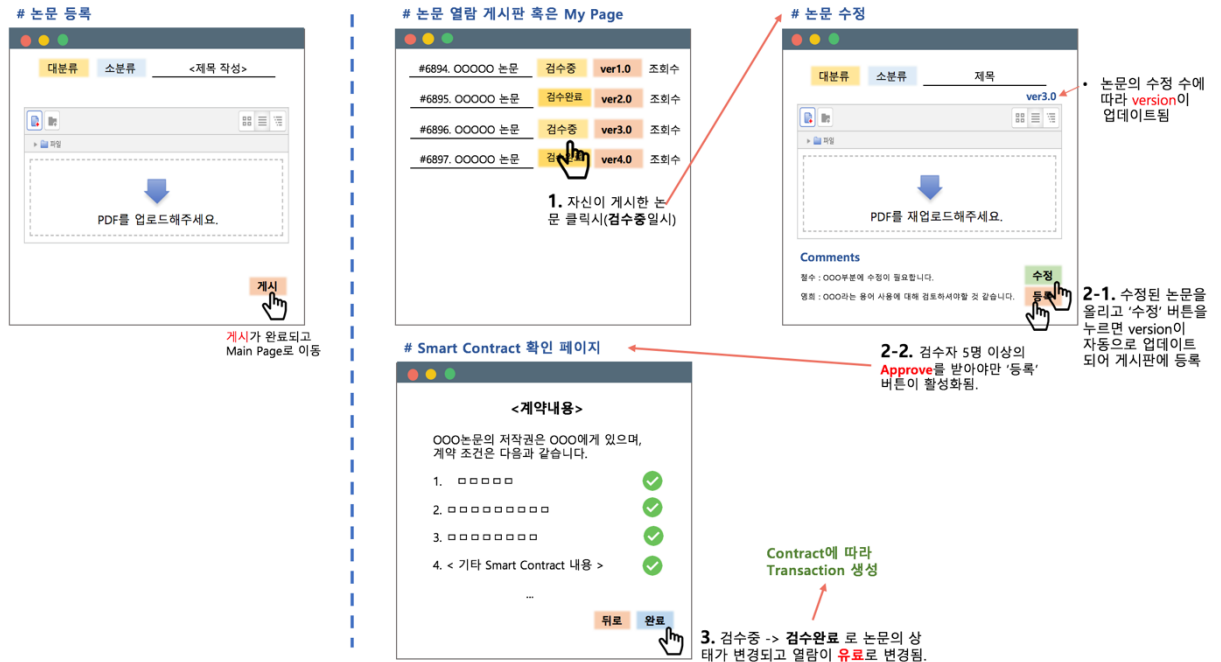 # 논문 등록
대분류 소분류 <제목 작성>
파일
PDF를 업로드해주세요.
게시
게시가 완료되고
Main Page로 이동
# 논문 열람 게시판 혹은 My Page
#6894. OOOOO 논문 검수중 ver1.0 조회수
#6895. OOOOO 논문 검수완료 ver2.0 조회수
#6896. OOOOO 논문 검수중 ver3.0 조회수
#6897. OOOOO 논문 검수완료 ver4.0 조회수
1. 자신이 게시한 논
문 클릭시(검수중일시)
# 논문 수정
대분류 소분류 제목
ver3.0
• 논문의 수정 수에
따라 version이
업데이트됨
파일
PDF를 재업로드해주세요.
Comments
철수 : OOO부분에 수정이 필요합니다.
영희 : OOO라는 용어 사용에 대해 검토하셔야할 것 같습니다.
수정
등록
2-1. 수정된 논문을
올리고 ‘수정’ 버튼을
누르면 version이
자동으로 업데이트
되어 게시판에 등록
2-2. 검수자 5명 이상의
Approve를 받아야만 ‘등록’
버튼이 활성화됨.
# Smart Contract 확인 페이지
<계약내용>
OOO논문의 저작권은 OOO에게 있으며,
계약 조건은 다음과 같습니다.
1. ㅁㅁㅁㅁㅁ
2. ㅁㅁㅁㅁㅁㅁㅁㅁㅁ
3. ㅁㅁㅁㅁㅁㅁㅁㅁ
4. < 기타 Smart Contract 내용 >
...
뒤로 완료
Contract에 따라
Transaction 생성
3. 검수중 -> 검수완료 로 논문의 상
태가 변경되고 열람이 유료로 변경됨.